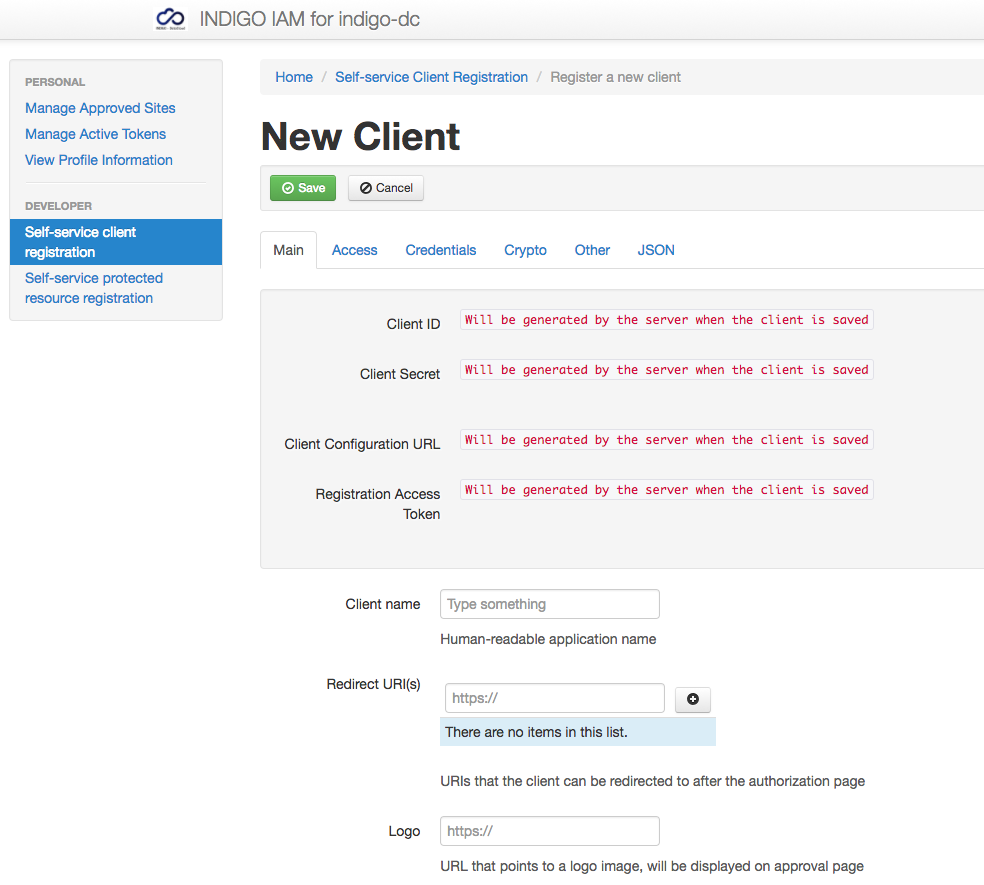 INDIGO IAM for indigo-dc
PERSONAL
Manage Approved Sites
Manage Active Tokens
View Profile Information
DEVELOPER
Self-service client
registration
Self-service protected
resource registration
Home / Self-service Client Registration / Register a new client
New Client
Save Cancel
Main Access Credentials Crypto Other JSON
Client ID Will be generated by the server when the client is saved
Client Secret Will be generated by the server when the client is saved
Client Configuration URL Will be generated by the server when the client is saved
Registration Access Will be generated by the server when the client is saved
Token
Client name Type something
Human-readable application name
Redirect URI(s)
https://
There are no items in this list.
URIs that the client can be redirected to after the authorization page
Logo https://
URL that points to a logo image, will be displayed on approval page